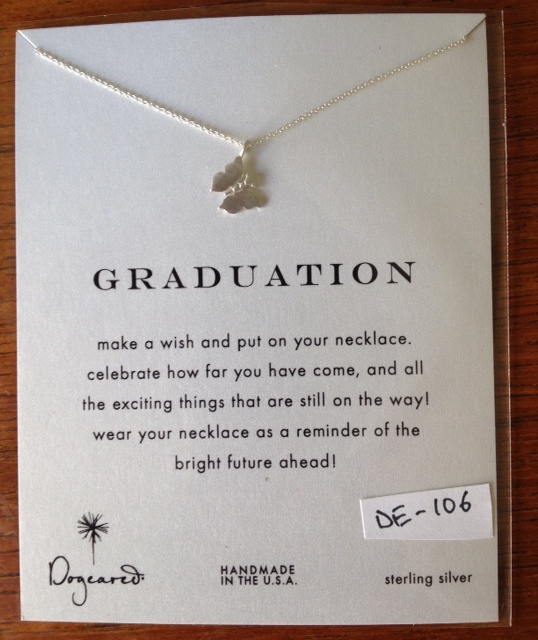 GRADUATION
make a wish and put on your necklace.
celebrate how far you have come, and all
the exciting things that are still on the way!
wear your necklace as a reminder of the
bright future ahead!
DE-106
Dogeared.
HANDMADE
IN THE U.S.A.
sterling silver